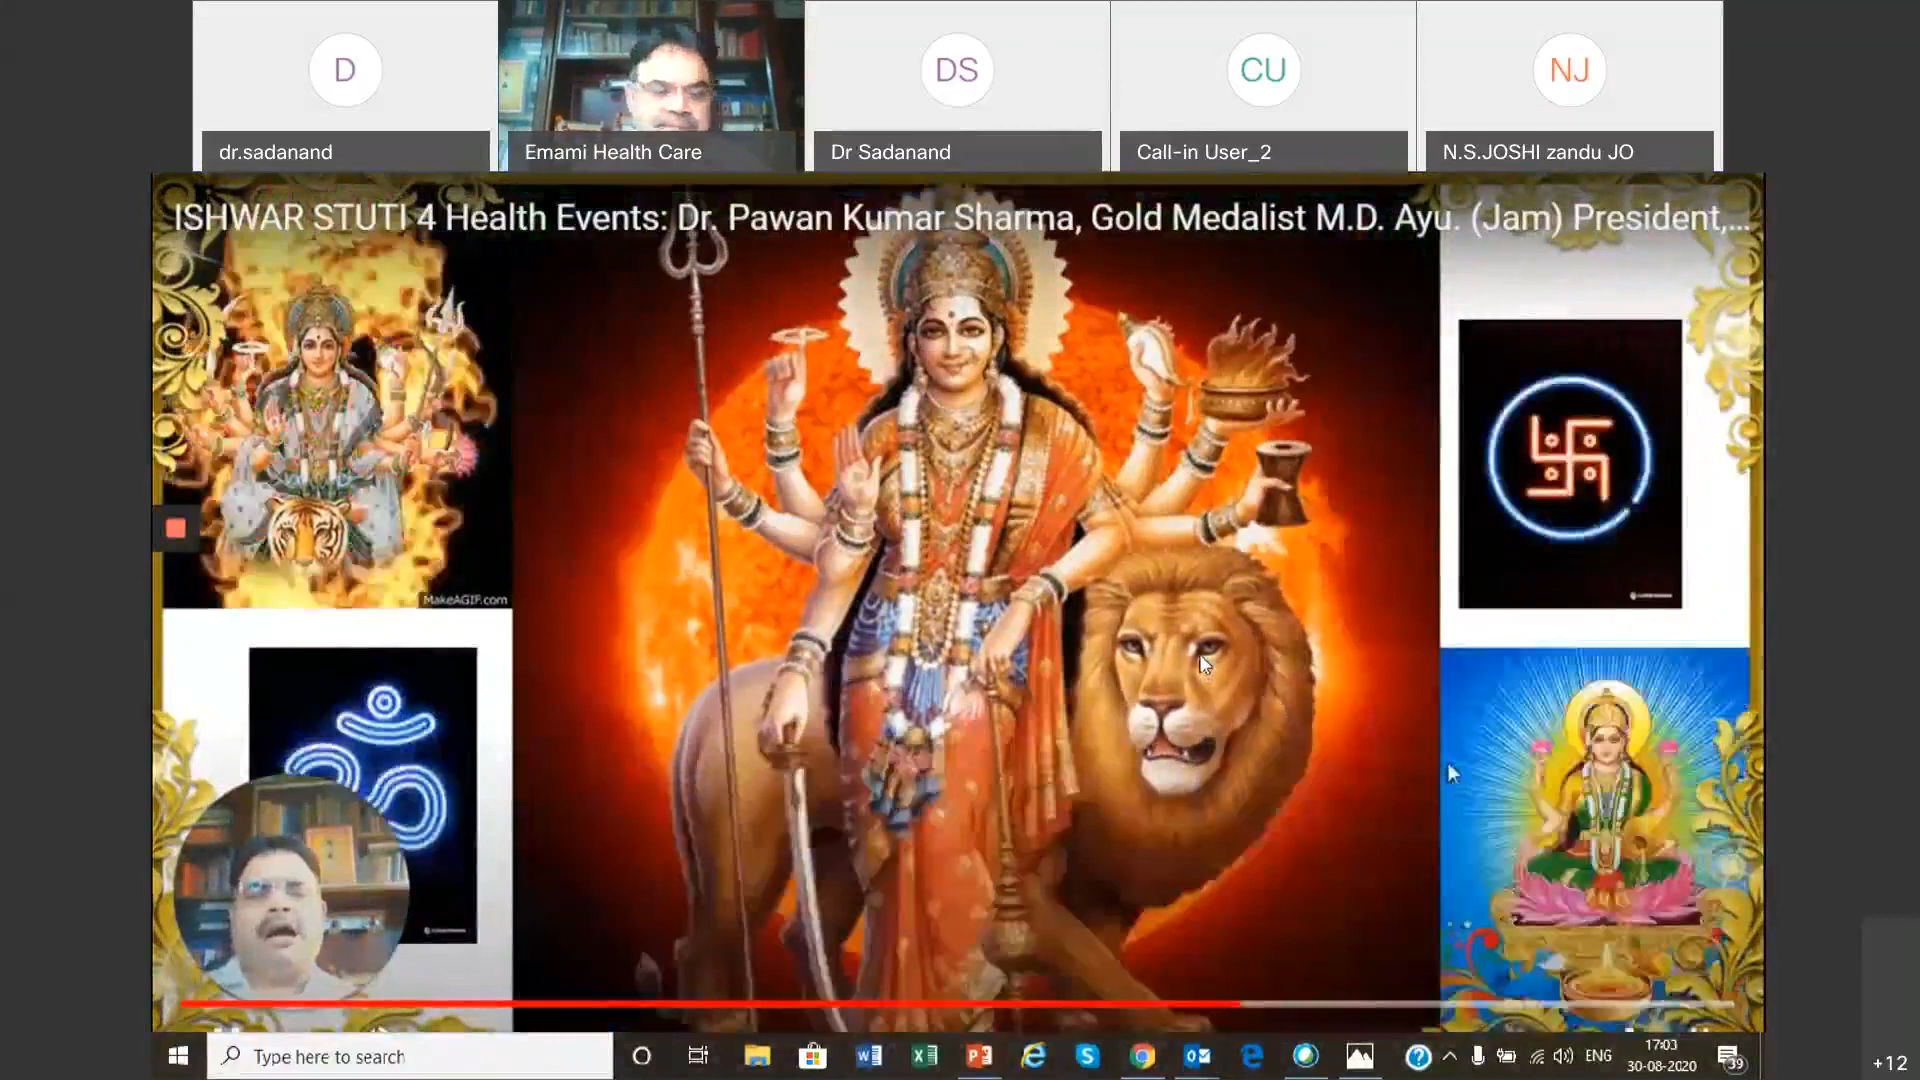 D
DS
CU
NJ
dr.sadanand
Emami Health Care
Dr Sadanand
Call-in User_2
N.S.JOSHI zandu JO
ISHWAR STUTI 4 Health Events: Dr. Pawan Kumar Sharma, Gold Medalist M.D. Ayu. (Jam) President,...
MakeAGIF.com
Type here to search
ENG
17:03
30-08-2020
39
+12